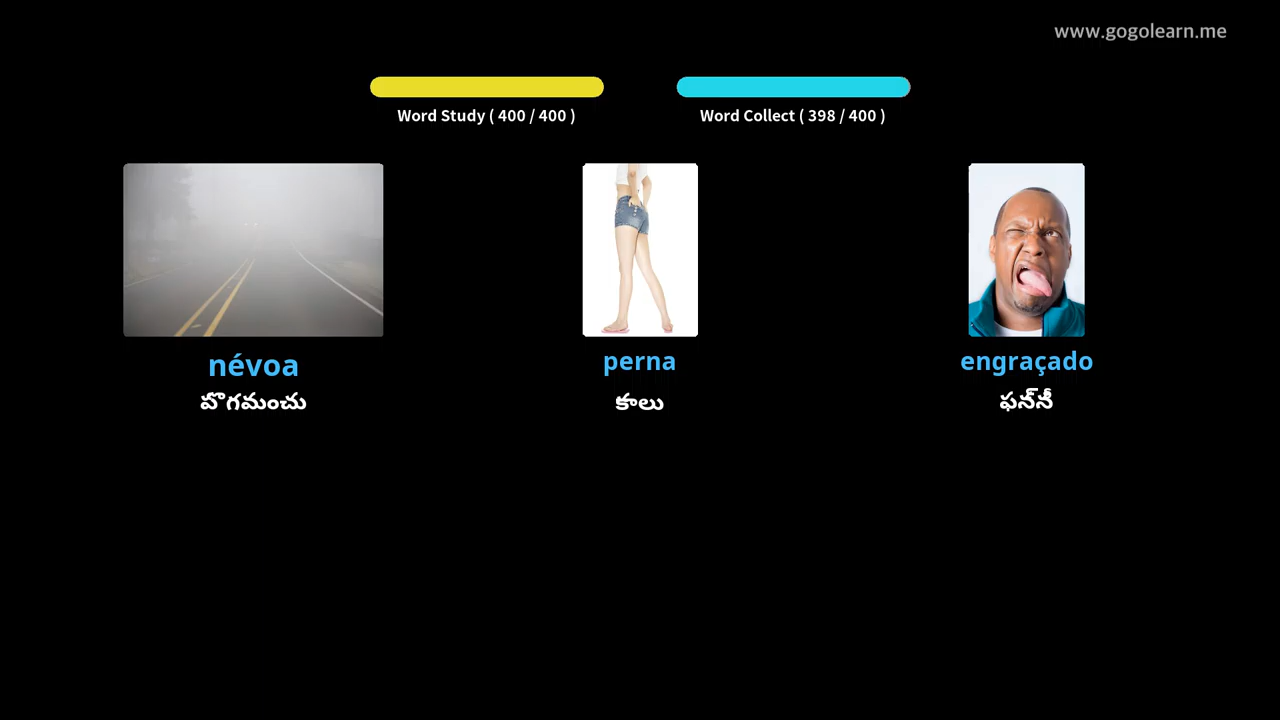 www.gogolearn.me
Word Study ( 400 / 400 )
Word Collect ( 398 / 400 )
névoa
perna
engraçado
పొగమంచు
కాలు
ఫన్నీ